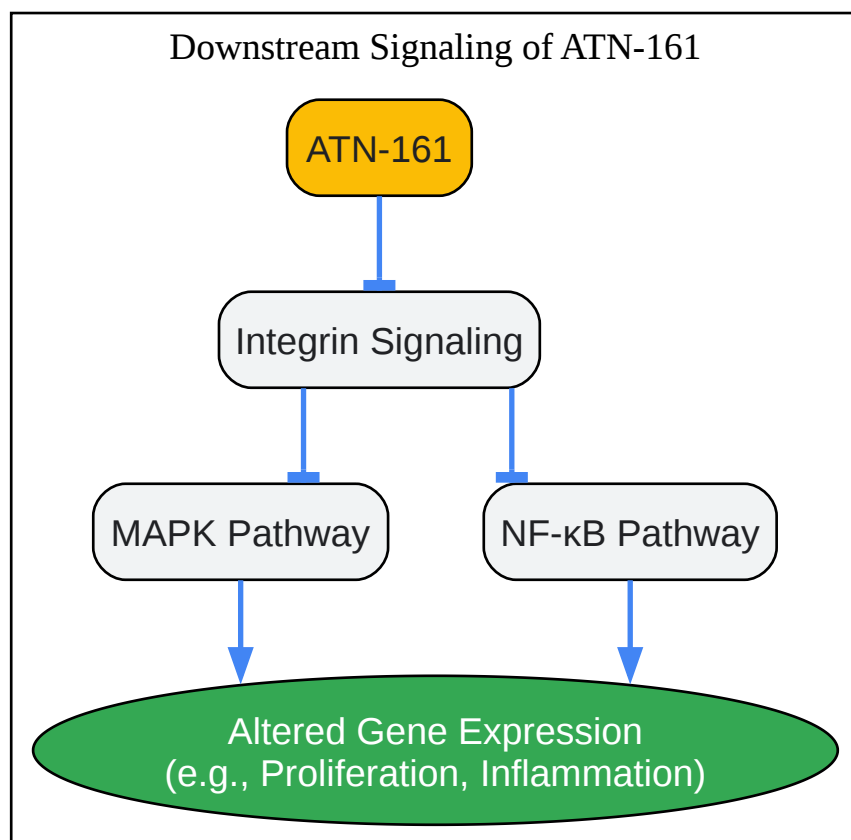 Downstream Signaling of ATN-161
ATN-161
Integrin Signaling
MAPK Pathway
NF-κB Pathway
Altered Gene Expression
(e.g., Proliferation, Inflammation)